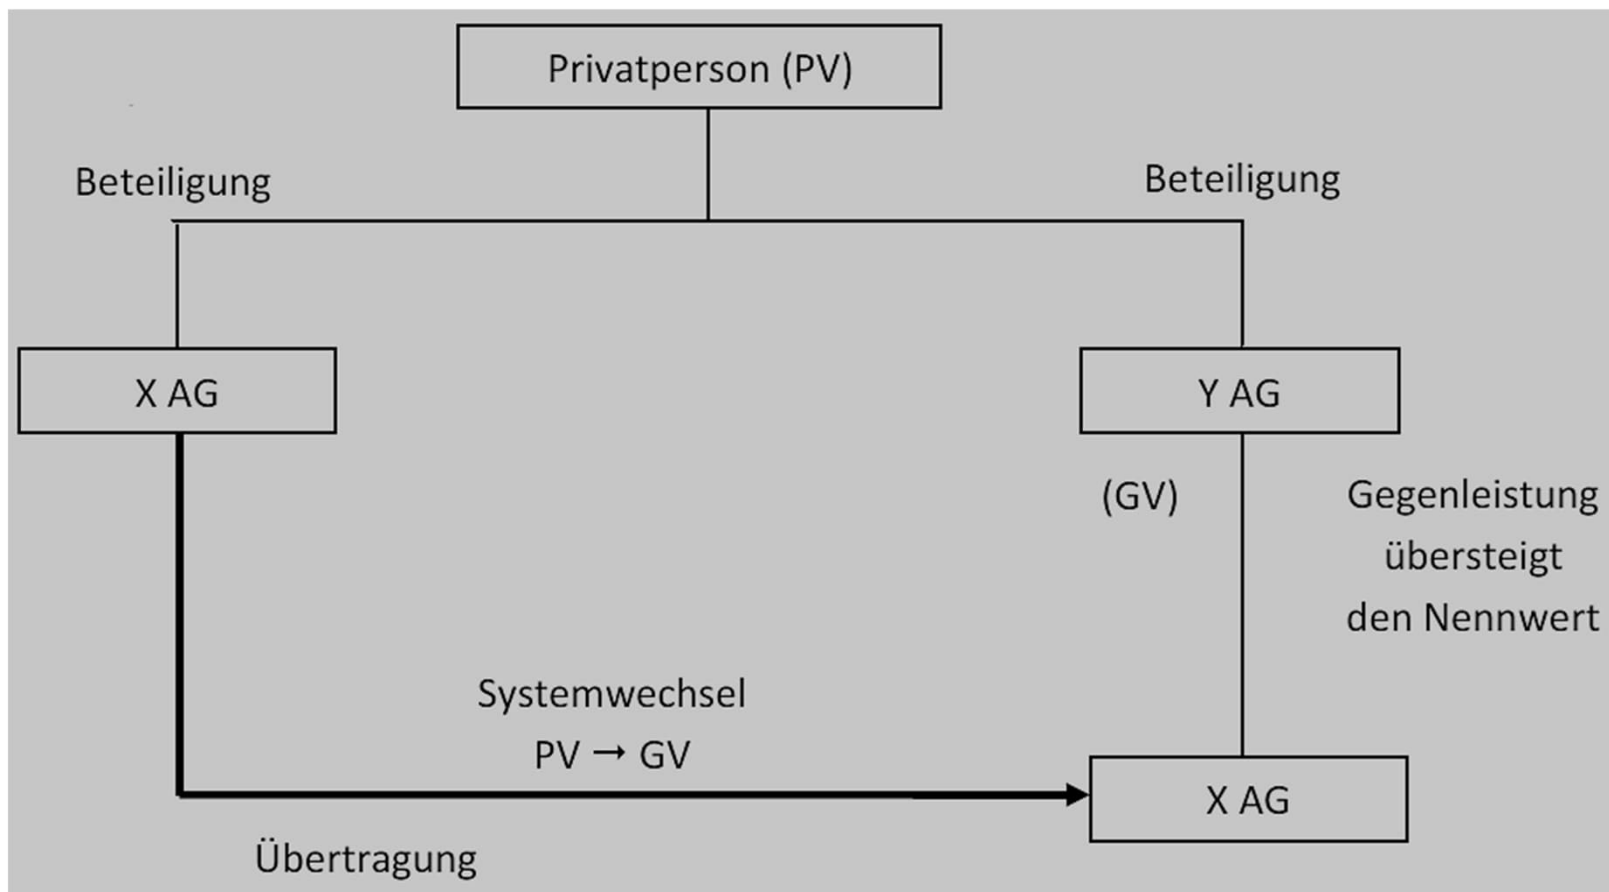 Privatperson (PV)
Beteiligung
Beteiligung
X AG
Y AG
(GV)
Gegenleistung
übersteigt
den Nennwert
Systemwechsel
PV → GV
X AG
Übertragung